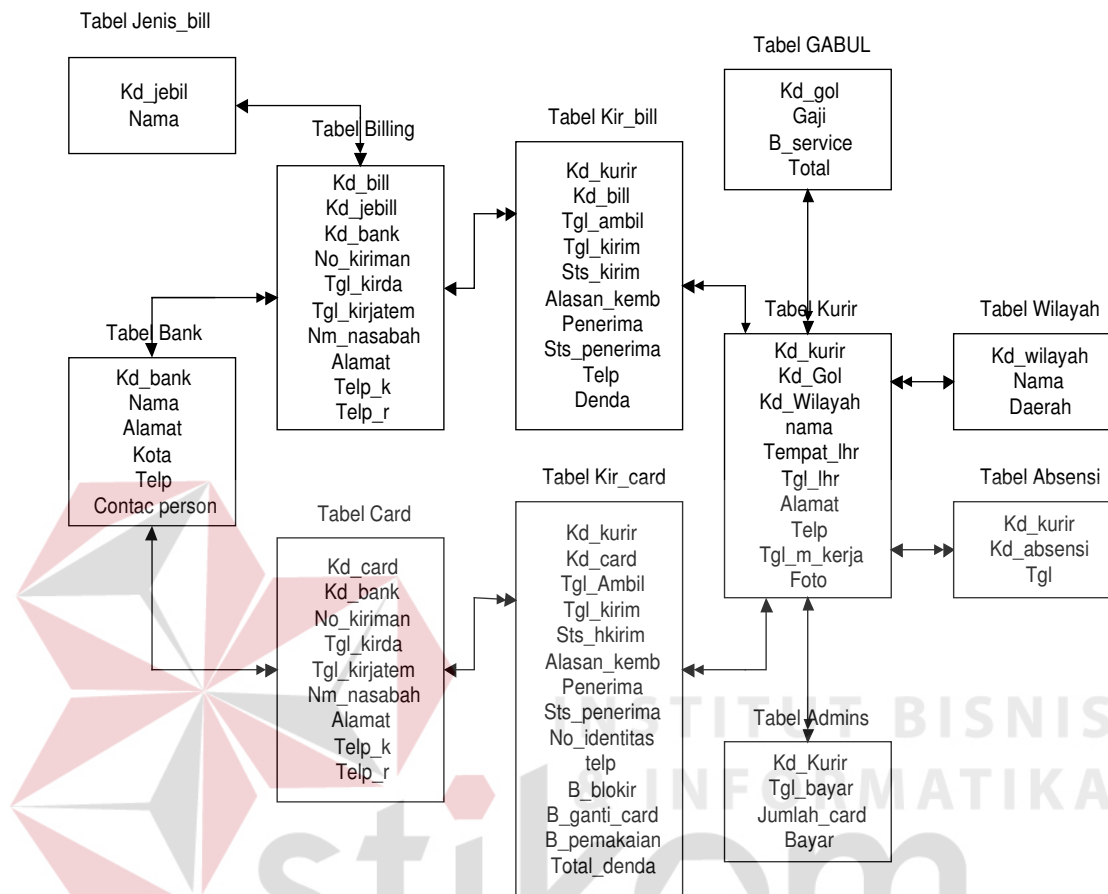 Tabel Jenis_bill
Kd_jebil
Nama
Tabel Billing
Kd_bill
Kd_jebill
Kd_bank
No_kiriman
Tgl_kirda
Tgl_kirjatem
Nm_nasabah
Alamat
Telp_k
Telp_r
Tabel Kir_bill
Kd_kurir
Kd_bill
Tgl_ambil
Tgl_kirim
Sts_kirim
Alasan_kemb
Penerima
Sts_penerima
Telp
Denda
Tabel GABUL
Kd_gol
Gaji
B_service
Total
Tabel Bank
Kd_bank
Nama
Alamat
Kota
Telp
Contac person
Tabel Kurir
Kd_kurir
Kd_Gol
Kd_Wilayah
nama
Tempat_lhr
Tgl_lhr
Alamat
Telp
Tgl_m_kerja
Foto
Tabel Wilayah
Kd_wilayah
Nama
Daerah
Tabel Card
Kd_card
Kd_bank
No_kiriman
Tgl_kirda
Tgl_kirjatem
Nm_nasabah
Alamat
Telp_k
Telp_r
Tabel Kir_card
Kd_kurir
Kd_card
Tgl_Ambil
Tgl_kirim
Sts_hkirim
Alasan_kemb
Penerima
Sts_penerima
No_identitas
telp
B_blokir
B_ganti_card
B_pemakaian
Total_denda
Tabel Absensi
Kd_kurir
Kd_absensi
Tgl
Tabel Admins
Kd_Kurir
Tgl_bayar
Jumlah_card
Bayar
INSTITUT BISNIS
& INFORMATIKA
stikom